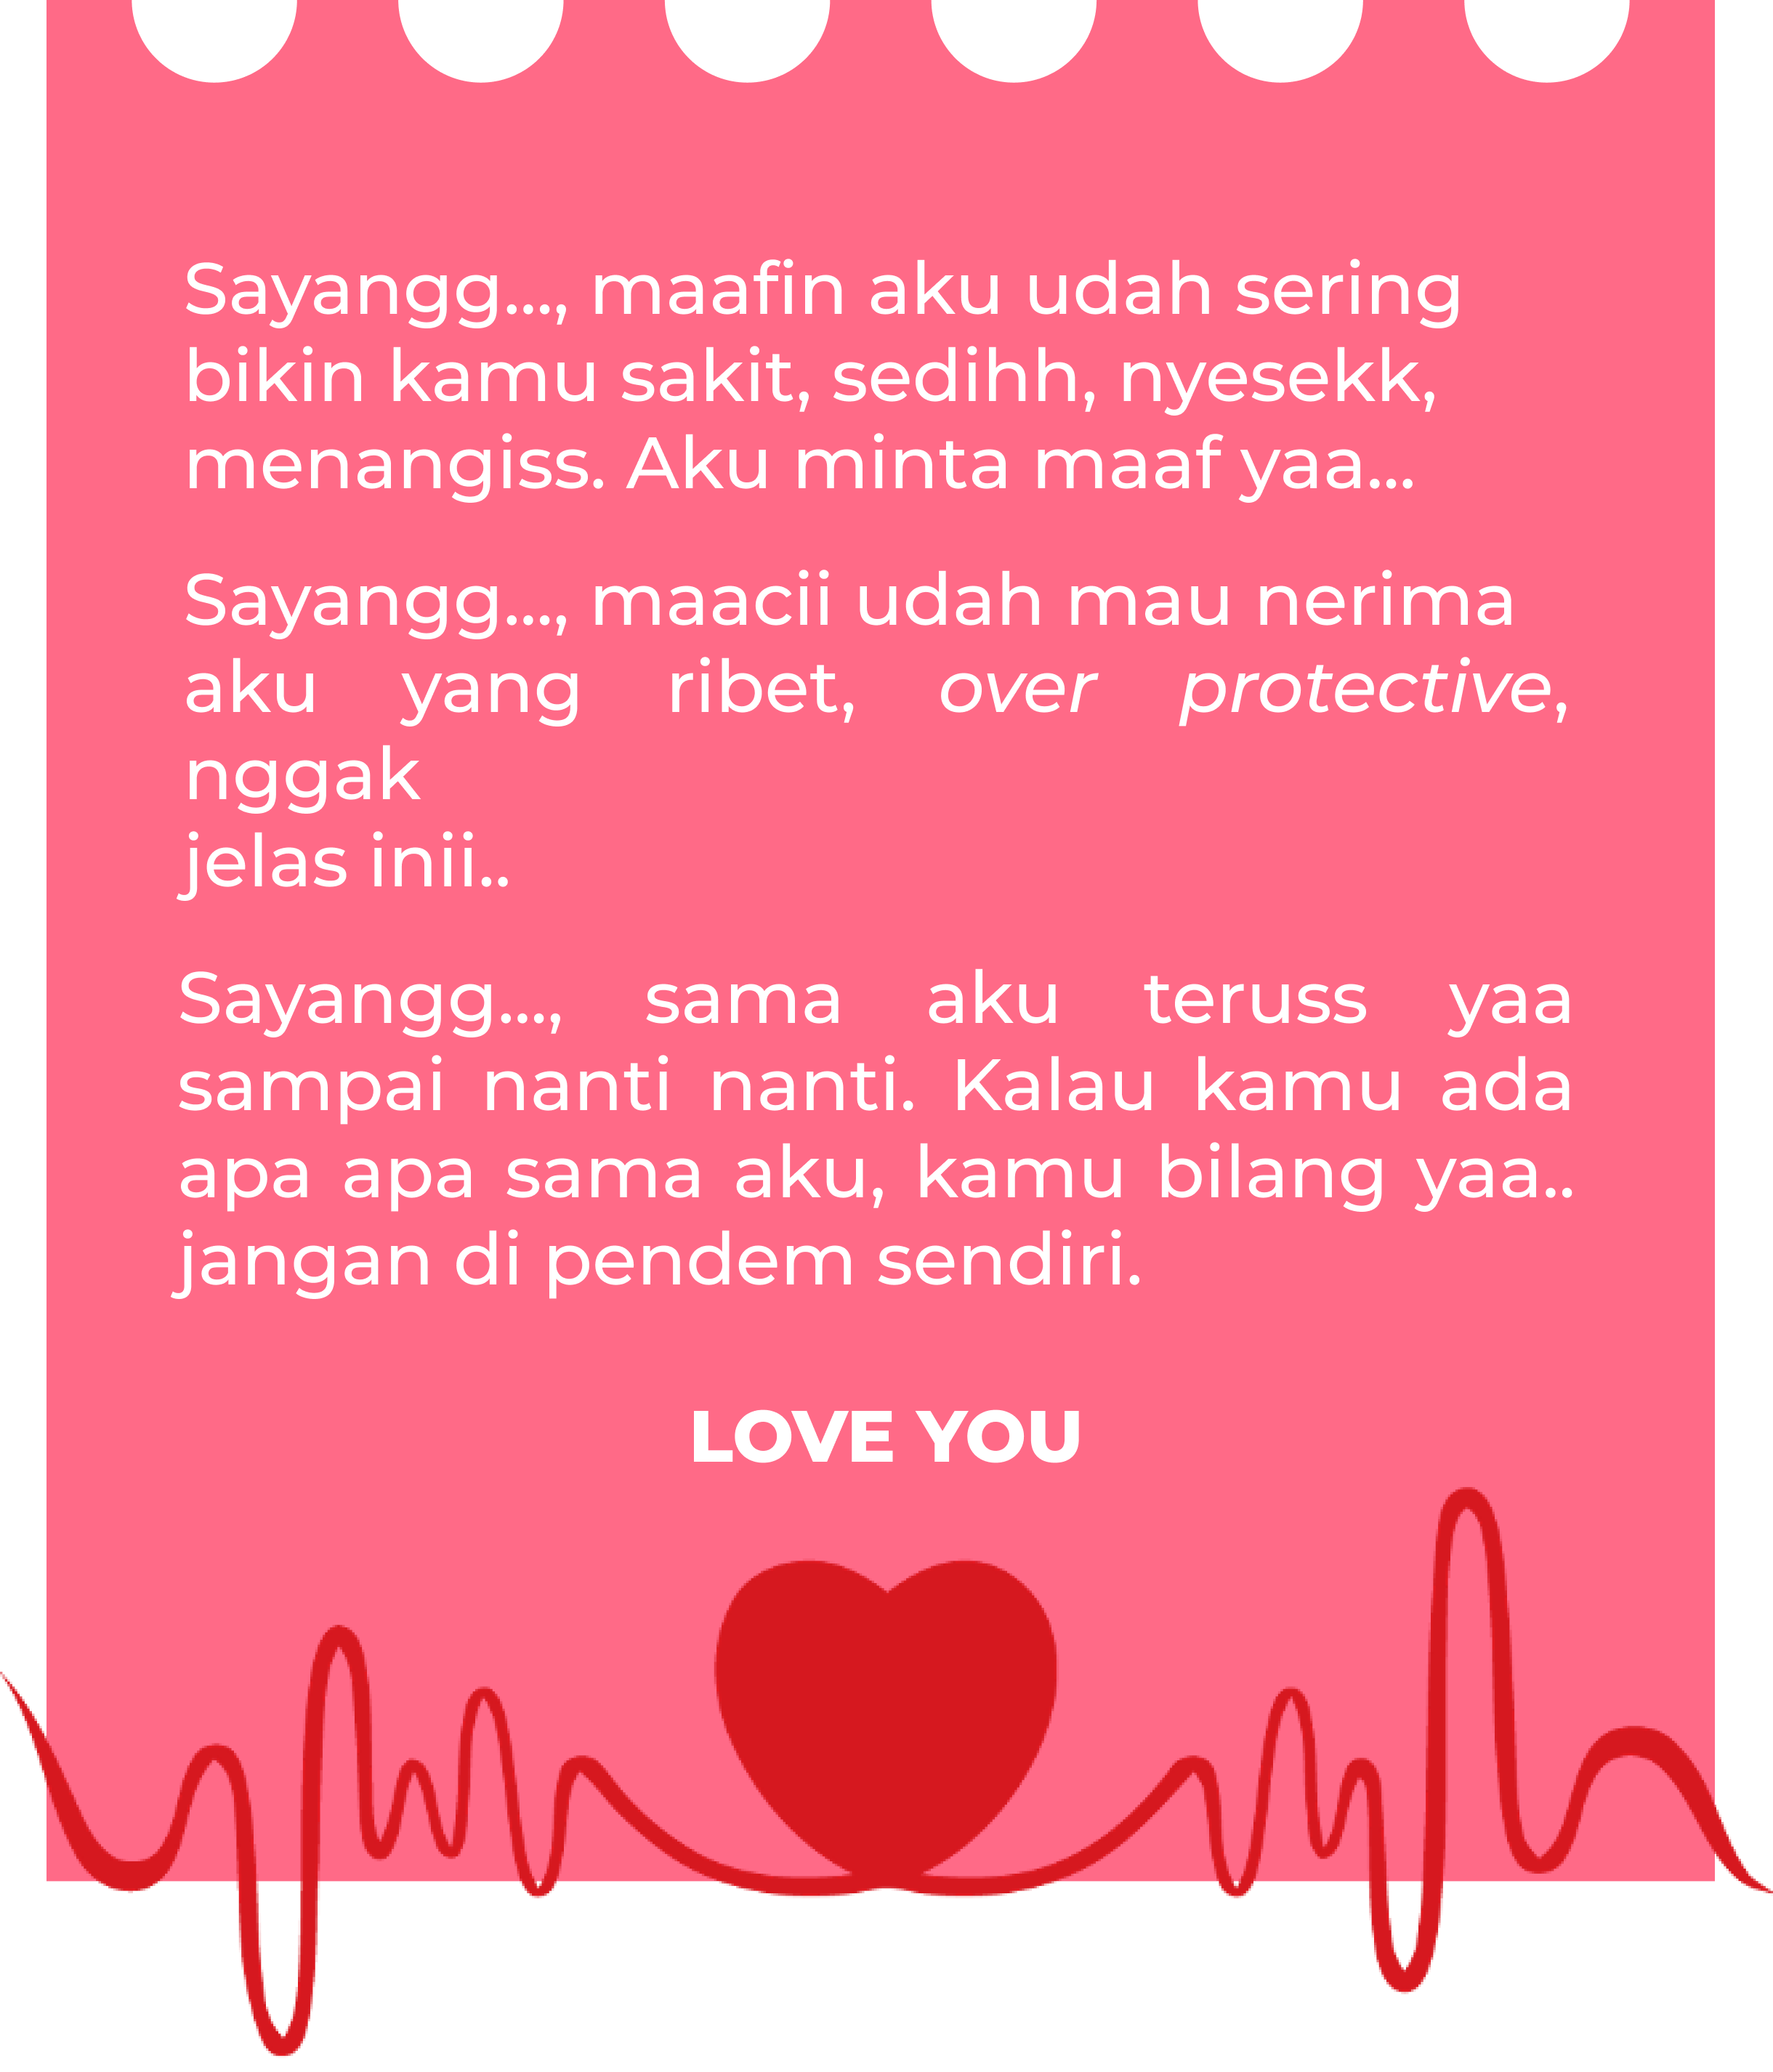 Sayangg..., maafin aku udah sering
bikin kamu sakit, sedihh, nyesekk,
menangiss. Aku minta maaf yaa...
Sayangg..., maacii udah mau nerima
aku yang ribet, over protective,
nggak
jelas inii..
Sayangg..., sama aku teruss yaa
sampai nanti nanti. Kalau kamu ada
apa apa sama aku, kamu bilang yaa..
jangan di pendem sendiri.
LOVE YOU